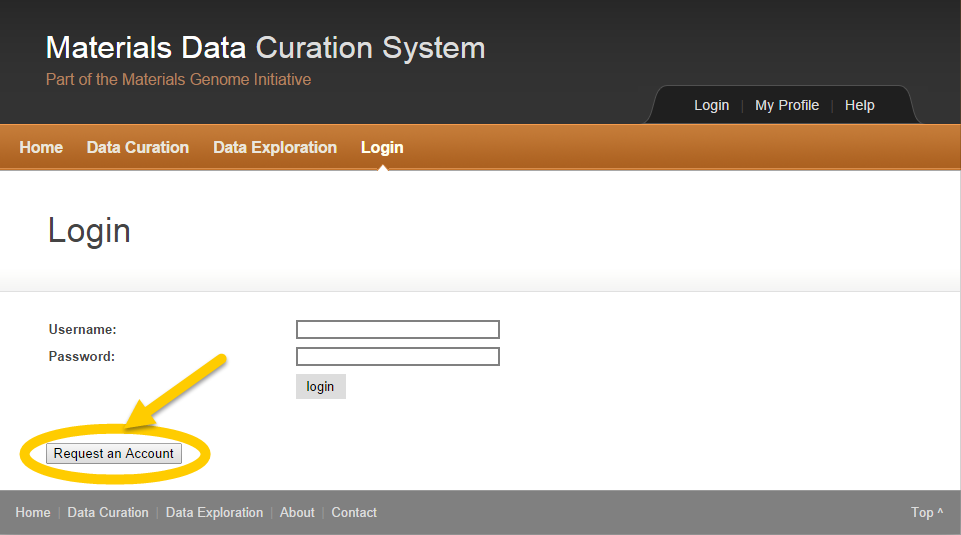 Materials Data Curation System
Part of the Materials Genome Initiative
Login | My Profile | Help
Home Data Curation Data Exploration Login
Login
Username:
Password:
login
Request an Account
Home | Data Curation | Data Exploration | About | Contact Top ^